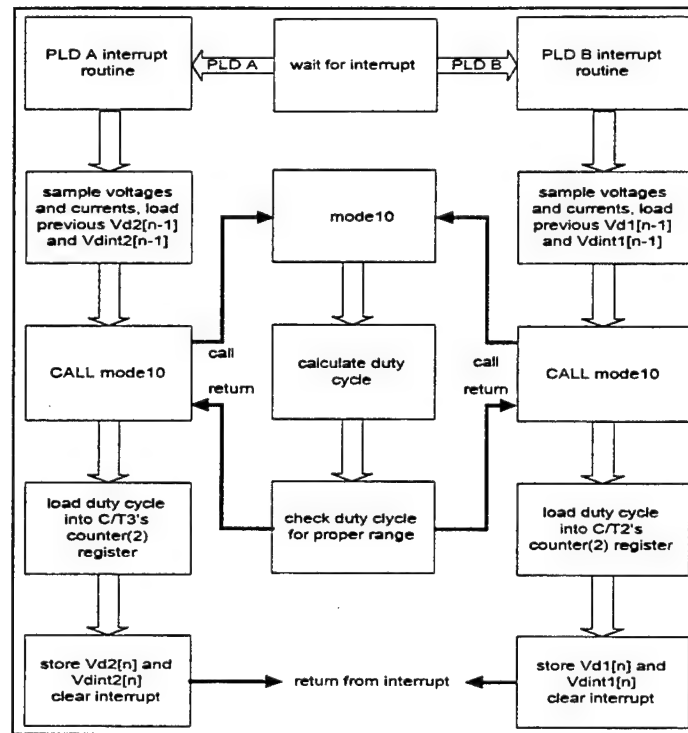 PLD A interrupt
routine
PLD A
wait for interrupt
PLD B
PLD B interrupt
routine
sample voltages
and currents, load
previous Vd2[n-1]
and Vdint2[n-1]
mode10
sample voltages
and currents, load
previous Vd1[n-1]
and Vdint1[n-1]
call
call
CALL mode10
return
calculate duty
cycle
return
CALL mode10
load duty cycle
into C/T3's
counter(2)
register
check duty clycle
for proper range
load duty cycle
into C/T2's
counter(2) register
store Vd2[n] and
Vdint2[n]
clear interrupt
return from interrupt
store Vd1[n] and
Vdint1[n]
clear interrupt